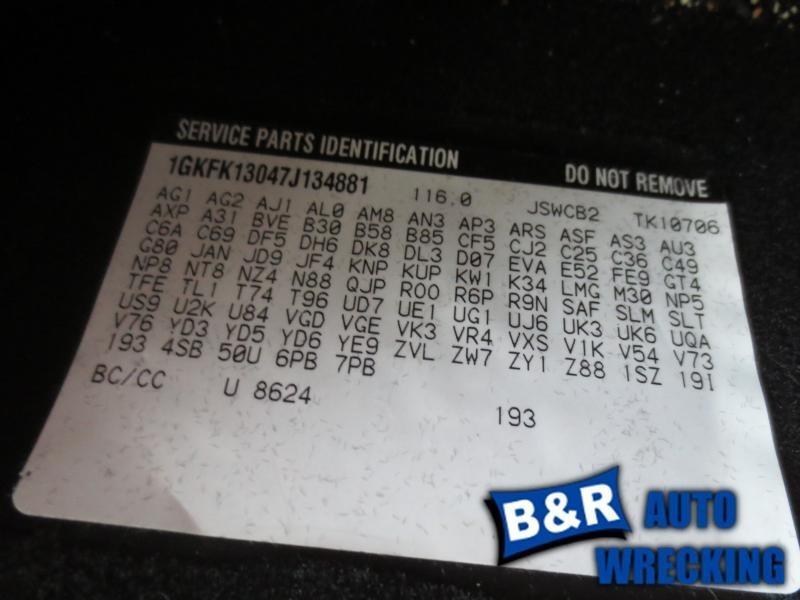 SERVICE PARTS IDENTIFICATION DO NOT REMOVE
1GKFK13047J134881 116.0 JSWCB2 TK10706
AG1 AG2 AJ1 AL0 AM8 AN3 AP3 ARS ASF AS3 AU3
AXP A31 BVE B30 B58 B85 CF5 CJ2 C25 C36 C49
C6A C69 DF5 DH6 DK8 DL3 D07 EVA E52 FE9 GT4
G80 JAN JD9 JF4 KNP KUP KW1 K34 LMG M30 NP5
NP8 NT8 NZ4 N88 QJP R00 R6P R9N SAF SLM SLT
TFE TL1 T74 T96 UD7 UE1 UG1 UJ6 UK3 UK6 UQA
US9 U2K U84 VGD VGE VK3 VR4 VXS V1K V54 V73
V76 YD3 YD5 YD6 YE9 ZVL ZW7 ZY1 Z88 1SZ 19I
193 4SB 50U 6PB 7PB
BC/CC U 8624 193
B&R AUTO
WRECKING